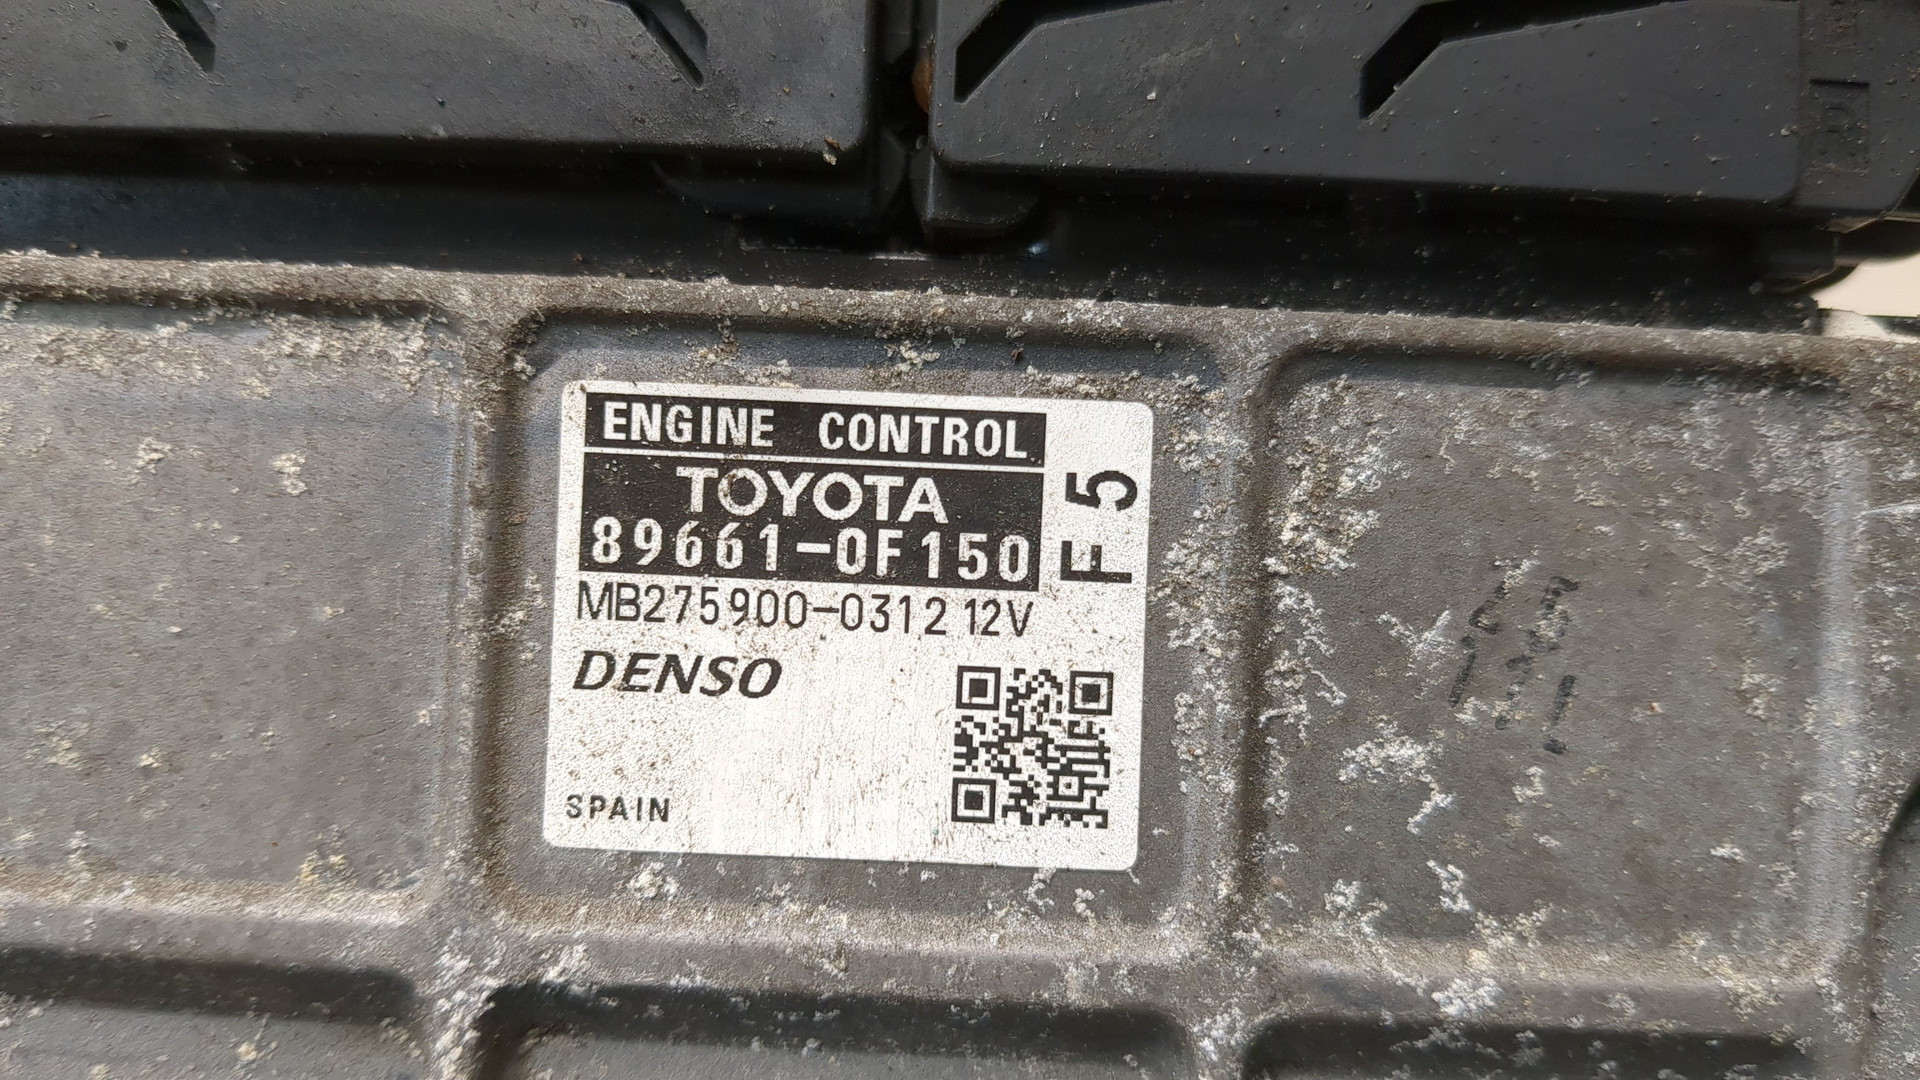 ENGINE CONTROL
TOYOTA
89661-0F150
MB275900-0312 12V
F5
DENSO
SPAIN